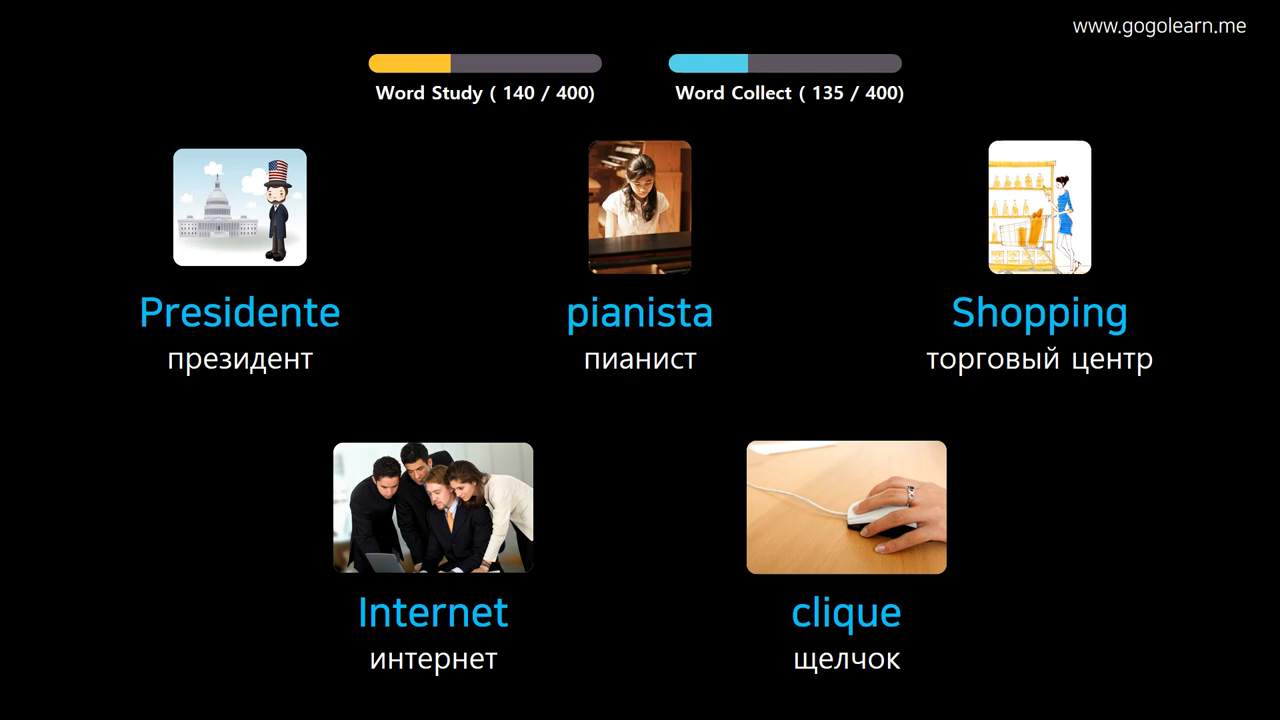 www.gogolearn.me
Word Study ( 140 / 400)
Word Collect ( 135 / 400)
Presidente
президент
pianista
пианист
Shopping
торговый центр
Internet
интернет
clique
щелчок